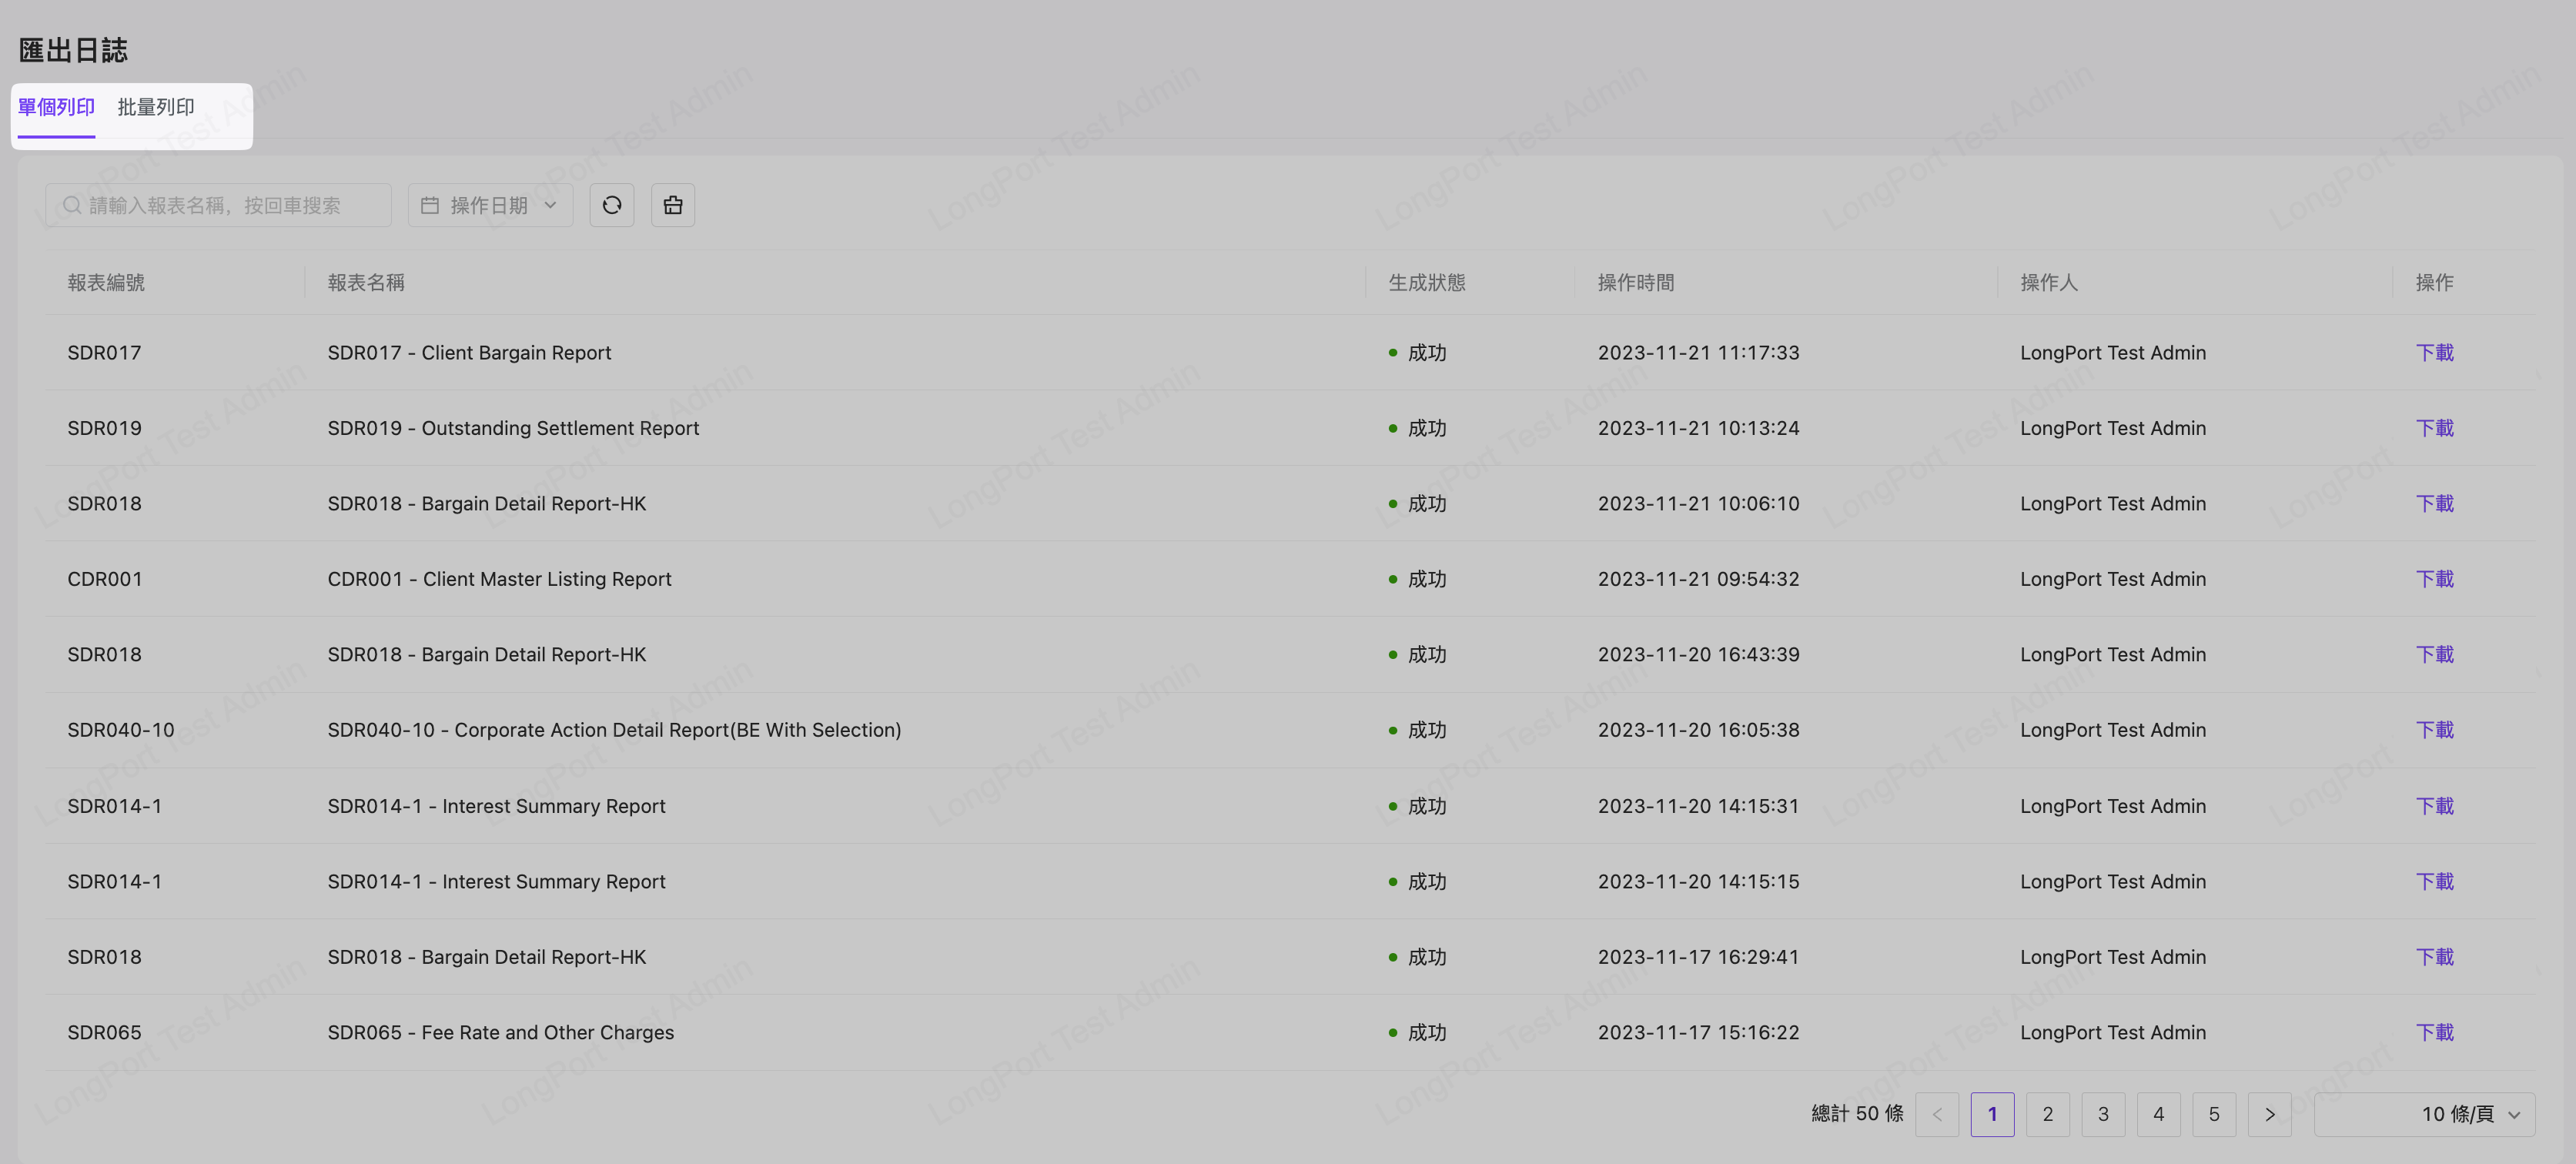 匯出日誌
單個列印 批量列印
請輸入報表名稱，按回車搜索 操作日期
報表編號 報表名稱 生成狀態 操作時間 操作人 操作
SDR017 SDR017 - Client Bargain Report 成功 2023-11-21 11:17:33 LongPort Test Admin 下載
SDR019 SDR019 - Outstanding Settlement Report 成功 2023-11-21 10:13:24 LongPort Test Admin 下載
SDR018 SDR018 - Bargain Detail Report-HK 成功 2023-11-21 10:06:10 LongPort Test Admin 下載
CDR001 CDR001 - Client Master Listing Report 成功 2023-11-21 09:54:32 LongPort Test Admin 下載
SDR018 SDR018 - Bargain Detail Report-HK 成功 2023-11-20 16:43:39 LongPort Test Admin 下載
SDR040-10 SDR040-10 - Corporate Action Detail Report(BE With Selection) 成功 2023-11-20 16:05:38 LongPort Test Admin 下載
SDR014-1 SDR014-1 - Interest Summary Report 成功 2023-11-20 14:15:31 LongPort Test Admin 下載
SDR014-1 SDR014-1 - Interest Summary Report 成功 2023-11-20 14:15:15 LongPort Test Admin 下載
SDR018 SDR018 - Bargain Detail Report-HK 成功 2023-11-17 16:29:41 LongPort Test Admin 下載
SDR065 SDR065 - Fee Rate and Other Charges 成功 2023-11-17 15:16:22 LongPort Test Admin 下載
總計 50 條 < 1 2 3 4 5 > 10 條/頁